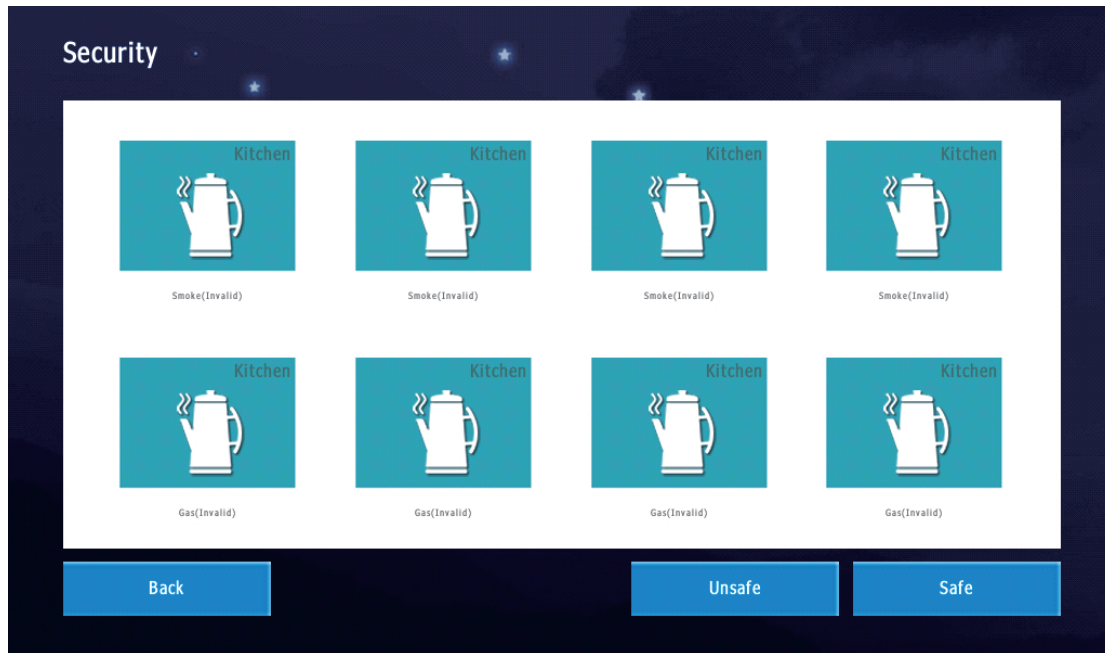 Security
Kitchen Kitchen Kitchen Kitchen
Smoke(Invalid) Smoke(Invalid) Smoke(Invalid) Smoke(Invalid)
Kitchen Kitchen Kitchen Kitchen
Gas(Invalid) Gas(Invalid) Gas(Invalid) Gas(Invalid)
Back Unsafe Safe